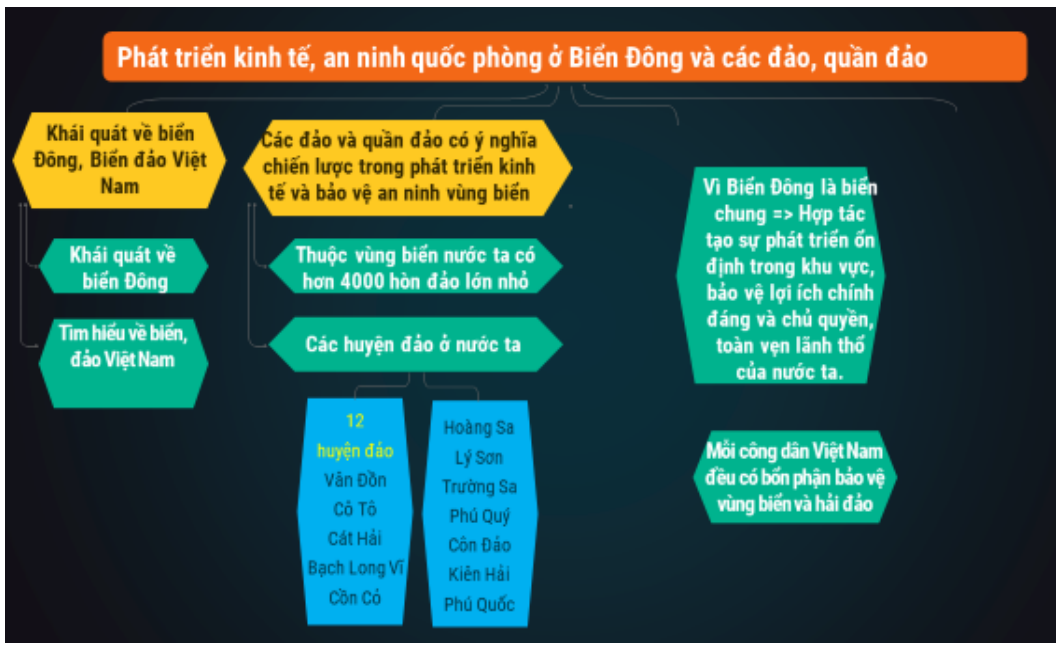 Phát triển kinh tế, an ninh quốc phòng ở Biển Đông và các đảo, quần đảo
Khái quát về biển
Đông, Biển đảo Việt
Nam
Khái quát về
biển Đông
Tìm hiểu về biển,
đảo Việt Nam
Các đảo và quần đảo có ý nghĩa
chiến lược trong phát triển kinh
tế và bảo vệ an ninh vùng biển
Thuộc vùng biển nước ta có
hơn 4000 hòn đảo lớn nhỏ
Các huyện đảo ở nước ta
12
huyện đảo
Vân Đồn
Cô Tô
Cát Hải
Bạch Long Vĩ
Cồn Cỏ
Hoàng Sa
Lý Sơn
Trường Sa
Phú Quý
Côn Đảo
Kiên Hải
Phú Quốc
Vì Biển Đông là biển
chung => Hợp tác
tạo sự phát triển ổn
định trong khu vực,
bảo vệ lợi ích chính
đáng và chủ quyền,
toàn vẹn lãnh thổ
của nước ta.
Mỗi công dân Việt Nam
đều có bổn phận bảo vệ
vùng biển và hải đảo